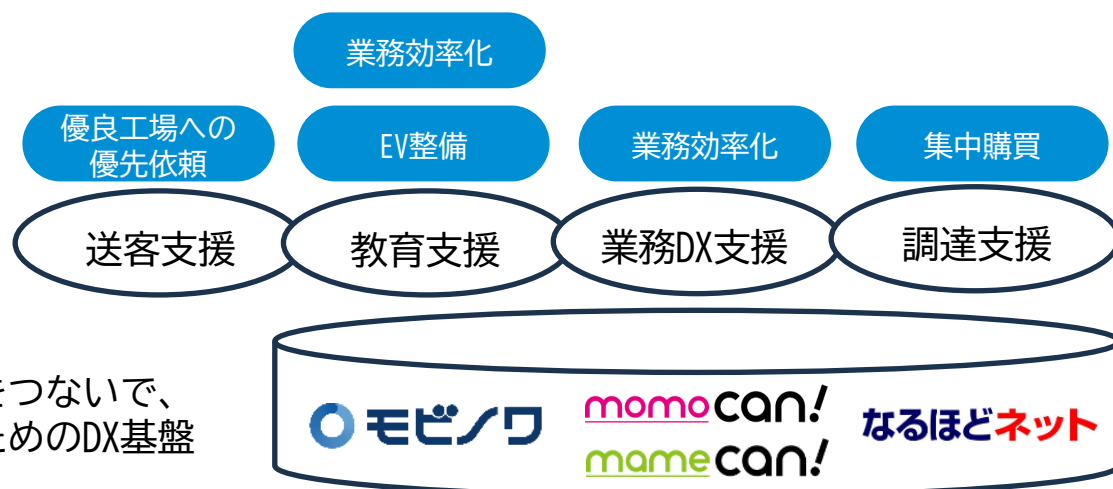 業務効率化
優良工場への
優先依頼
EV整備
業務効率化
集中購買
送客支援
教育支援
業務DX支援
調達支援
をつないで、
ためのDX基盤
モビノワ
momocan!
mamecan!
なるほどネット